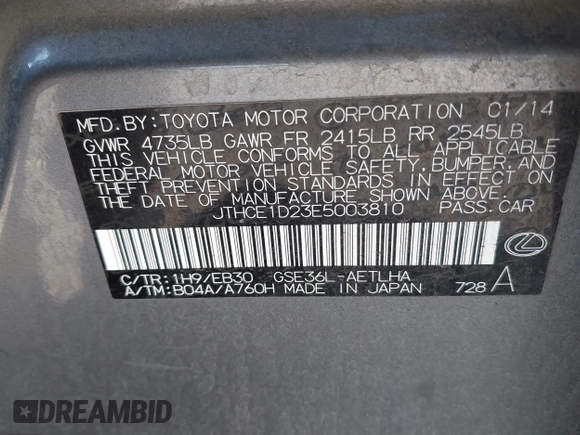 MFD. BY: TOYOTA MOTOR CORPORATION 01/14
GVWR 4735LB GAWR FR 2415LB RR 2545LB
THIS VEHICLE CONFORMS TO ALL APPLICABLE
FEDERAL MOTOR VEHICLE SAFETY, BUMPER, AND
THEFT PREVENTION STANDARDS IN EFFECT ON
THE DATE OF MANUFACTURE SHOWN ABOVE.
JTHCE1D23E5003810 PASS. CAR
C/TR: 1H9/EB30 GSE36L-AETLHA
A/TM: B04A/A760H MADE IN JAPAN 728 A
DREAMBID